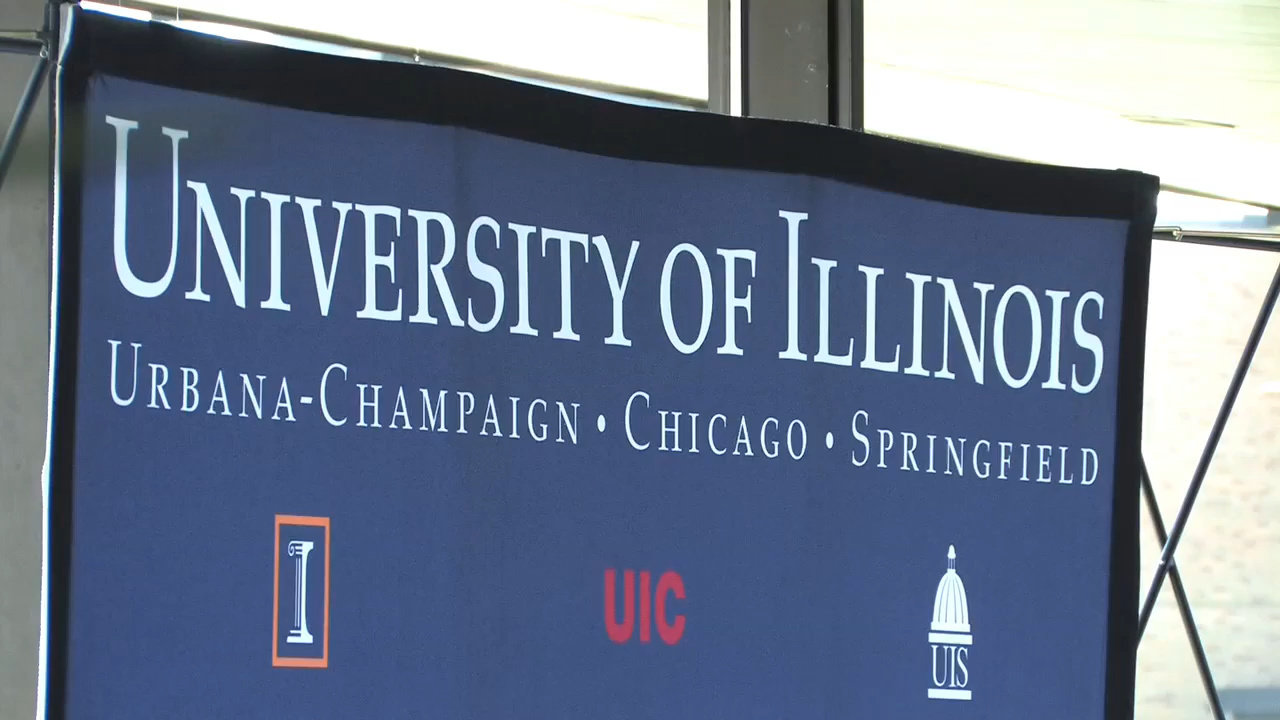 UNIVERSITY OF ILLINOIS
URBANA-CHAMPAIGN • CHICAGO • SPRINGFIELD
I
UIC
UIS